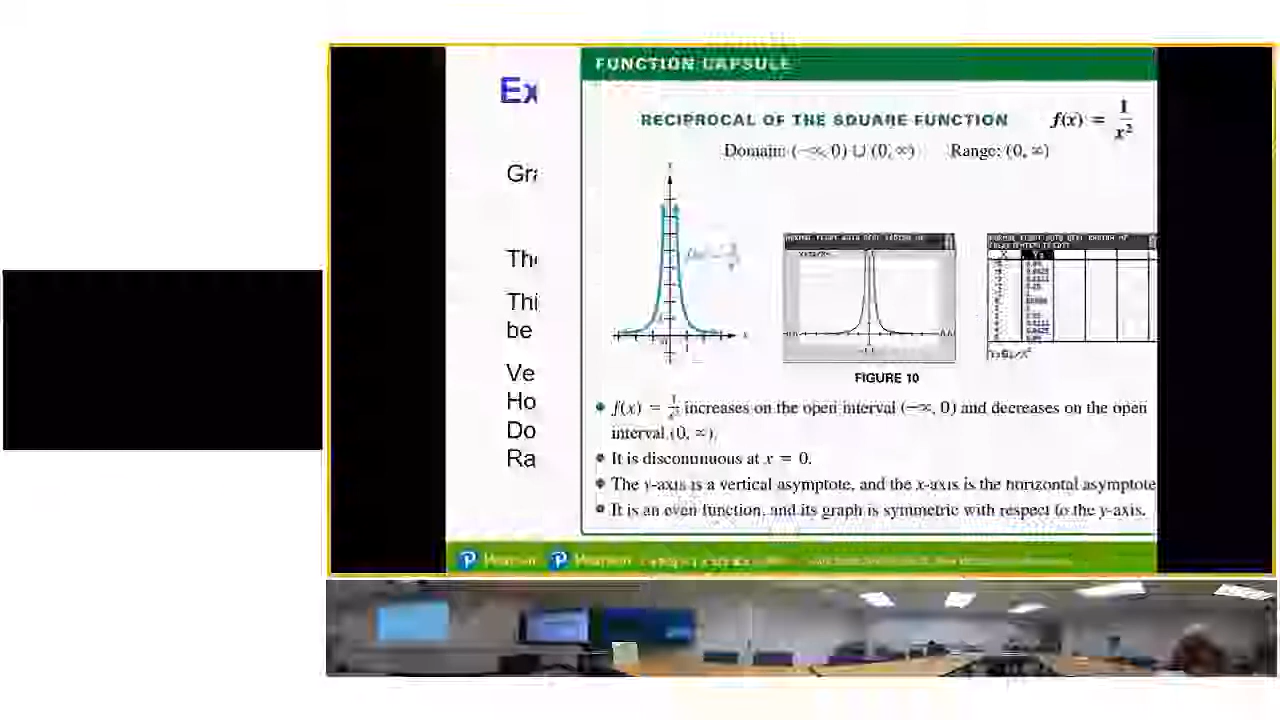 FUNCTION CAPSULE
Ex
RECIPROCAL OF THE SQUARE FUNCTION f(x) = 1/x²
Domain: (−∞, 0) ∪ (0, ∞) Range: (0, ∞)
Gra
The
Thi
be
Ve
Ho
Do
Ra
FIGURE 10
f(x) = 1/x² increases on the open interval (−∞, 0) and decreases on the open
interval (0, ∞).
It is discontinuous at x = 0.
The y-axis is a vertical asymptote, and the x-axis is the horizontal asymptote
It is an even function, and its graph is symmetric with respect to the y-axis.
Pearson Pearson